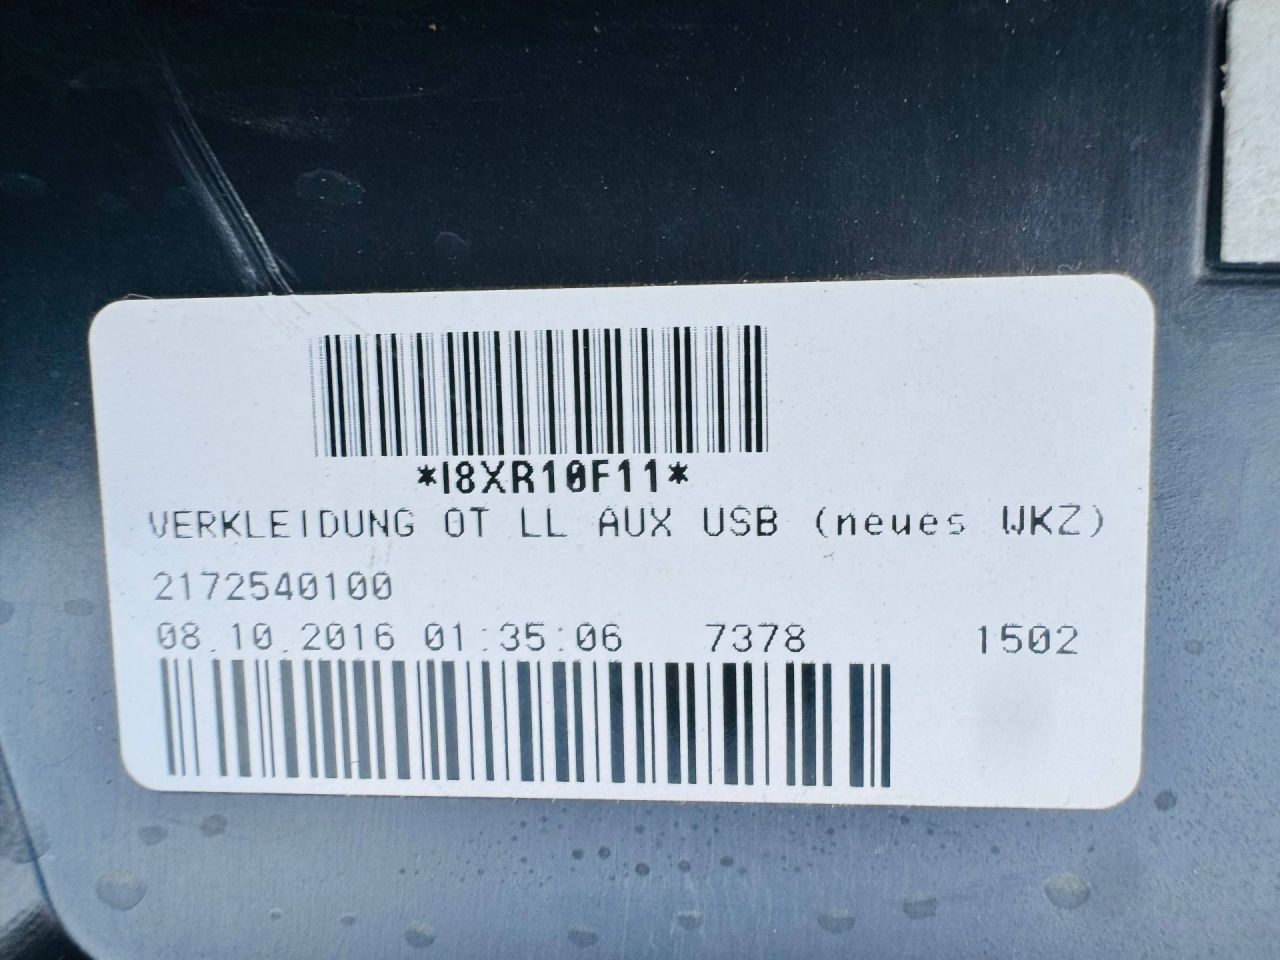 *I8XR10F11*
VERKLEIDUNG OT LL AUX USB (neues WKZ)
2172540100
08.10.2016 01:35:06 7378 1502